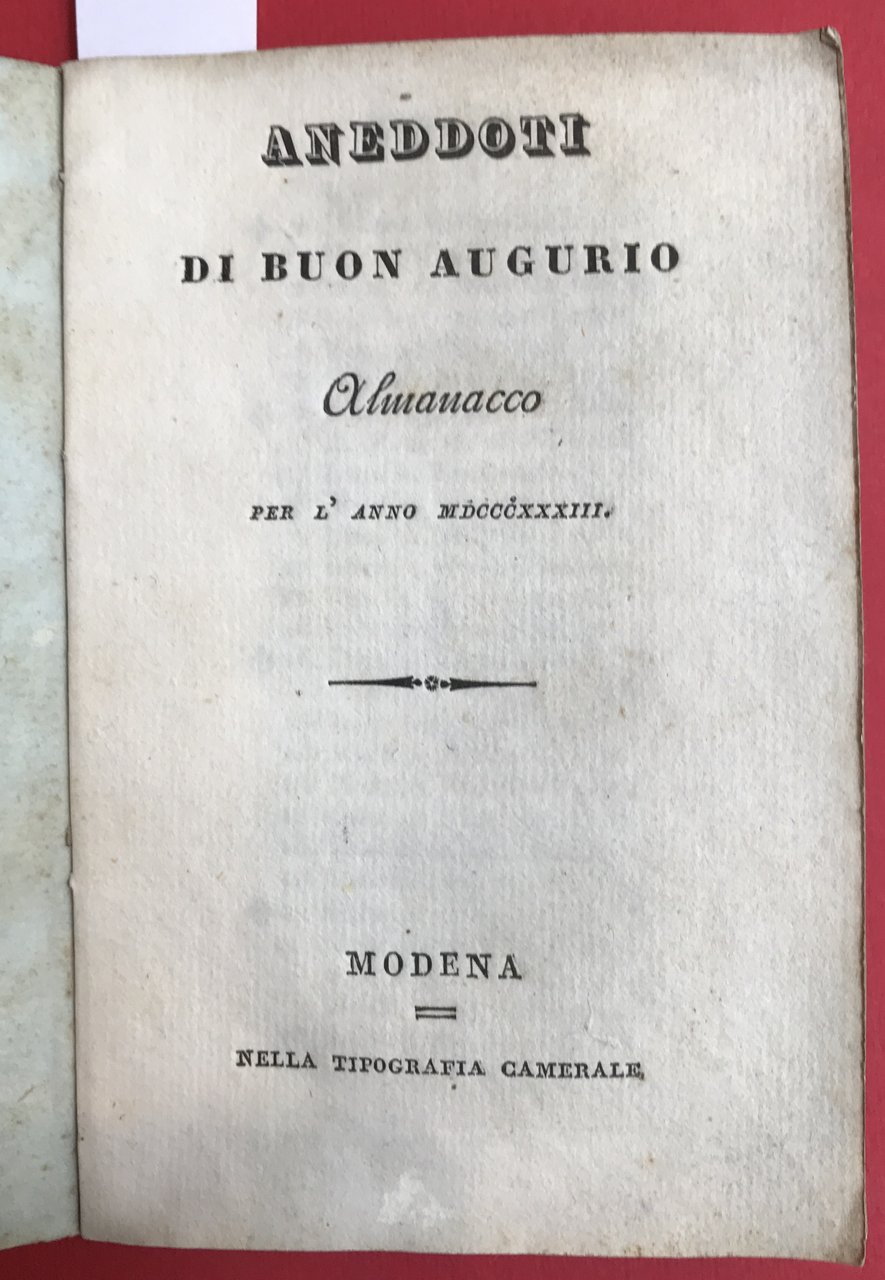 ANEDDOTI
DI BUON AUGURIO
Almanacco
PER L' ANNO MDCCCXXXIII.
MODENA
NELLA TIPOGRAFIA CAMERALE.